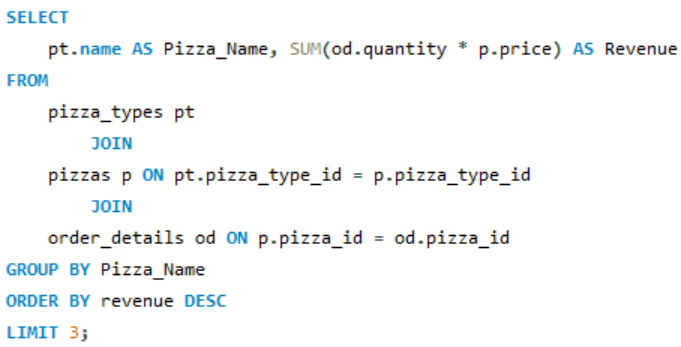 SELECT
pt.name AS Pizza_Name, SUM(od.quantity * p.price) AS Revenue
FROM
pizza_types pt
JOIN
pizzas p ON pt.pizza_type_id = p.pizza_type_id
JOIN
order_details od ON p.pizza_id = od.pizza_id
GROUP BY Pizza_Name
ORDER BY revenue DESC
LIMIT 3;